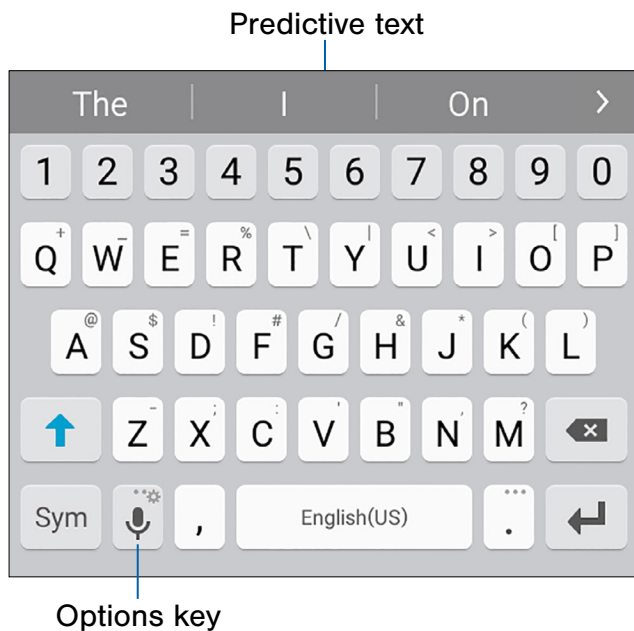 Predictive text
The I On >
1 2 3 4 5 6 7 8 9 0
+ _ = % \ | < > [ ]
Q W E R T Y U I O P
@ $ ! # / & * ( )
A S D F G H J K L
- ; : ' " , ?
Z X C V B N M
Sym , English(US) .
Options key